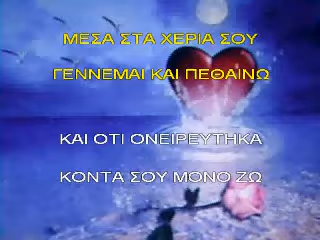 ΜΕΣΑ ΣΤΑ ΧΕΡΙΑ ΣΟΥ
ΓΕΝΝΕΜΑΙ ΚΑΙ ΠΕΘΑΙΝΩ
ΚΑΙ ΟΤΙ ΟΝΕΙΡΕΥΤΗΚΑ
ΚΟΝΤΑ ΣΟΥ ΜΟΝΟ ΖΩ